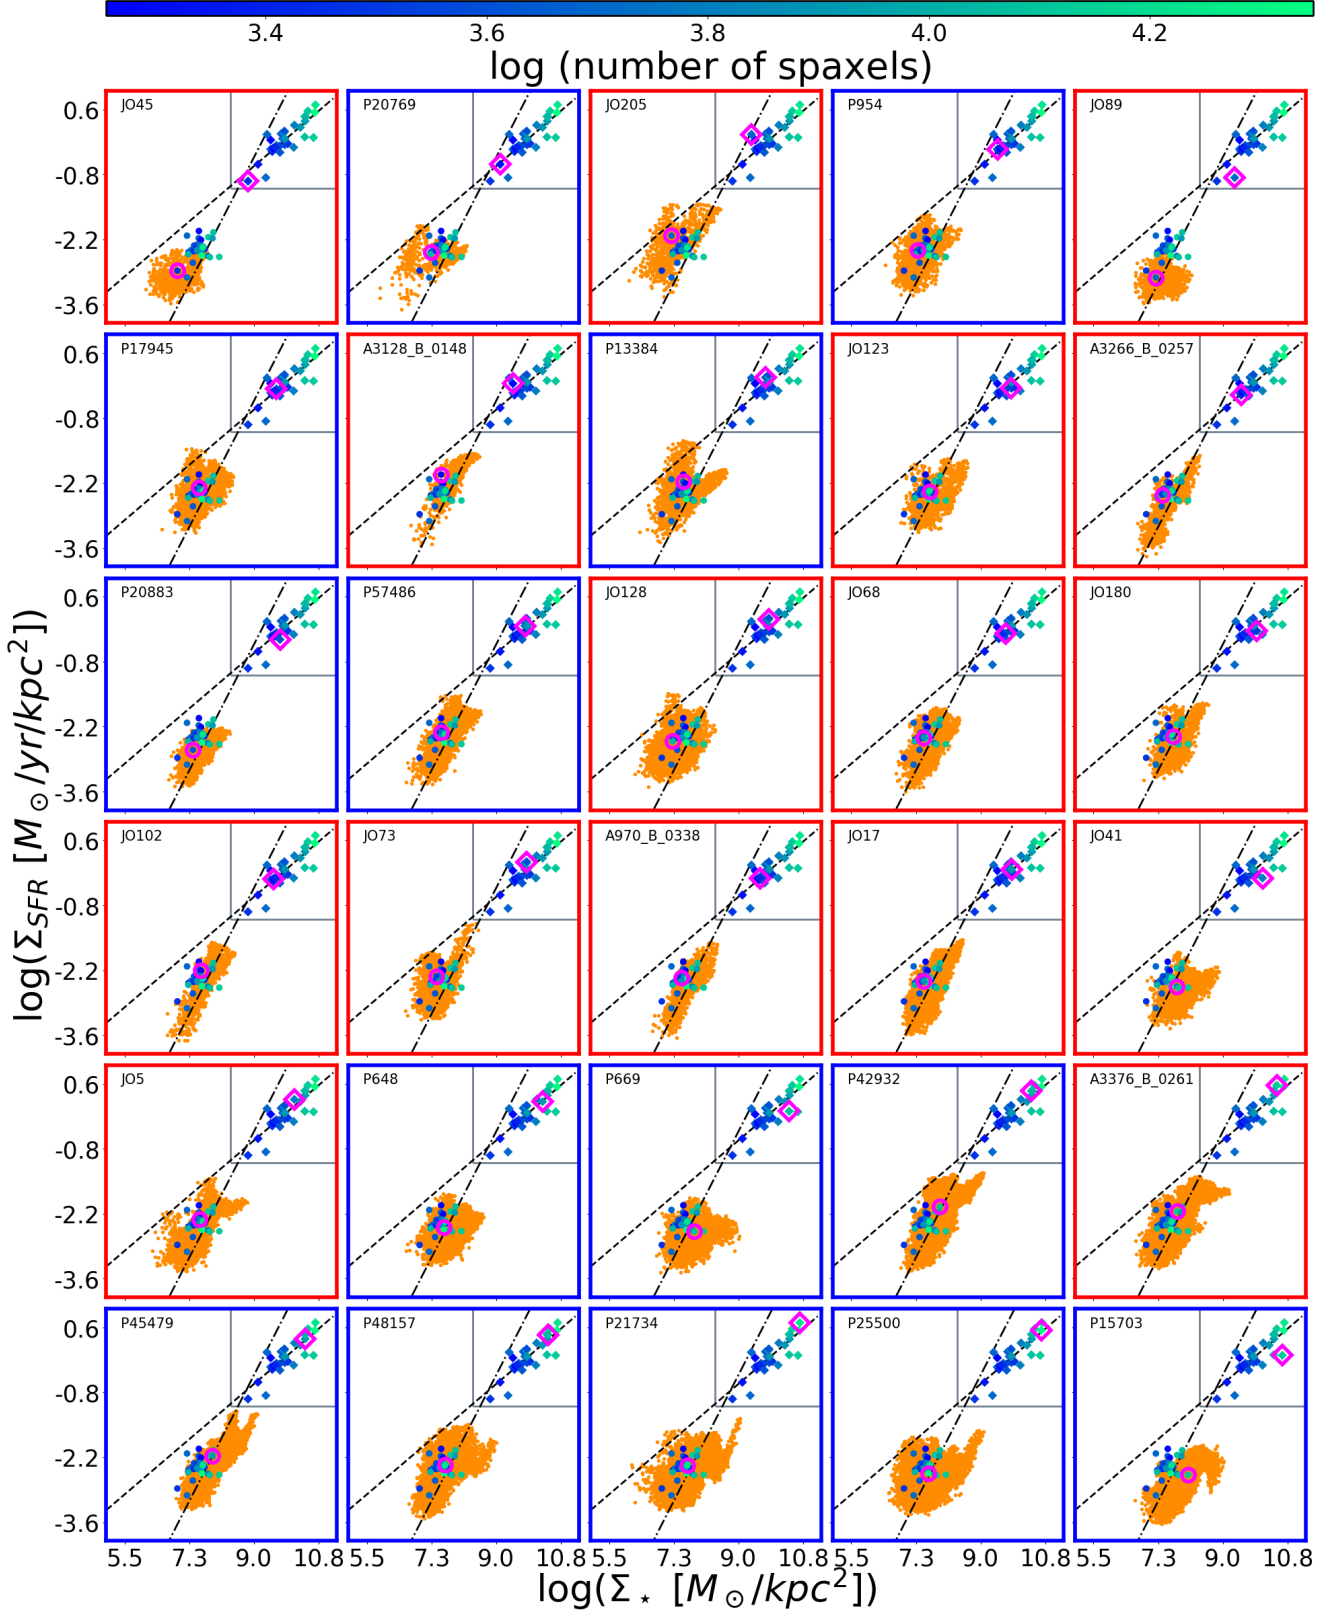 3.4 3.6 3.8 4.0 4.2
log (number of spaxels)
JO45 P20769 JO205 P954 JO89
0.6
-0.8
-2.2
-3.6
P17945 A3128_B_0148 P13384 JO123 A3266_B_0257
0.6
-0.8
-2.2
-3.6
P20883 P57486 JO128 JO68 JO180
0.6
-0.8
-2.2
-3.6
JO102 JO73 A970_B_0338 JO17 JO41
0.6
-0.8
-2.2
-3.6
JO5 P648 P669 P42932 A3376_B_0261
0.6
-0.8
-2.2
-3.6
P45479 P48157 P21734 P25500 P15703
0.6
-0.8
-2.2
-3.6
5.5 7.3 9.0 10.8 5.5 7.3 9.0 10.8 5.5 7.3 9.0 10.8 5.5 7.3 9.0 10.8 5.5 7.3 9.0 10.8
log(Σ⋆ [M⊙/kpc²])
log(Σ_SFR [M⊙/yr/kpc²])